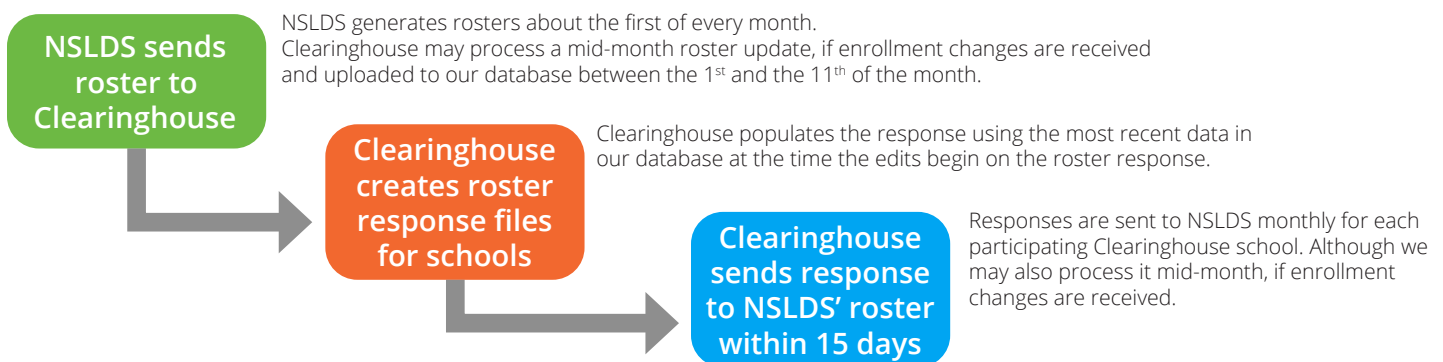 NSLDS sends
roster to
Clearinghouse
NSLDS generates rosters about the first of every month.
Clearinghouse may process a mid-month roster update, if enrollment changes are received
and uploaded to our database between the 1st and the 11th of the month.
Clearinghouse
creates roster
response files
for schools
Clearinghouse populates the response using the most recent data in
our database at the time the edits begin on the roster response.
Clearinghouse
sends response
to NSLDS’ roster
within 15 days
Responses are sent to NSLDS monthly for each
participating Clearinghouse school. Although we
may also process it mid-month, if enrollment
changes are received.